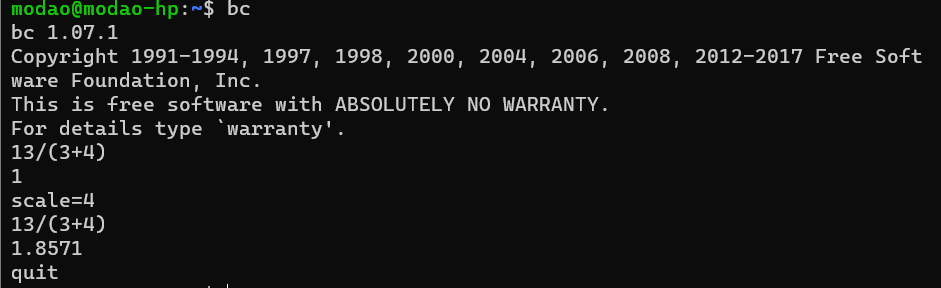 modao@modao-hp:~$ bc
bc 1.07.1
Copyright 1991-1994, 1997, 1998, 2000, 2004, 2006, 2008, 2012-2017 Free Soft
ware Foundation, Inc.
This is free software with ABSOLUTELY NO WARRANTY.
For details type `warranty'.
13/(3+4)
1
scale=4
13/(3+4)
1.8571
quit